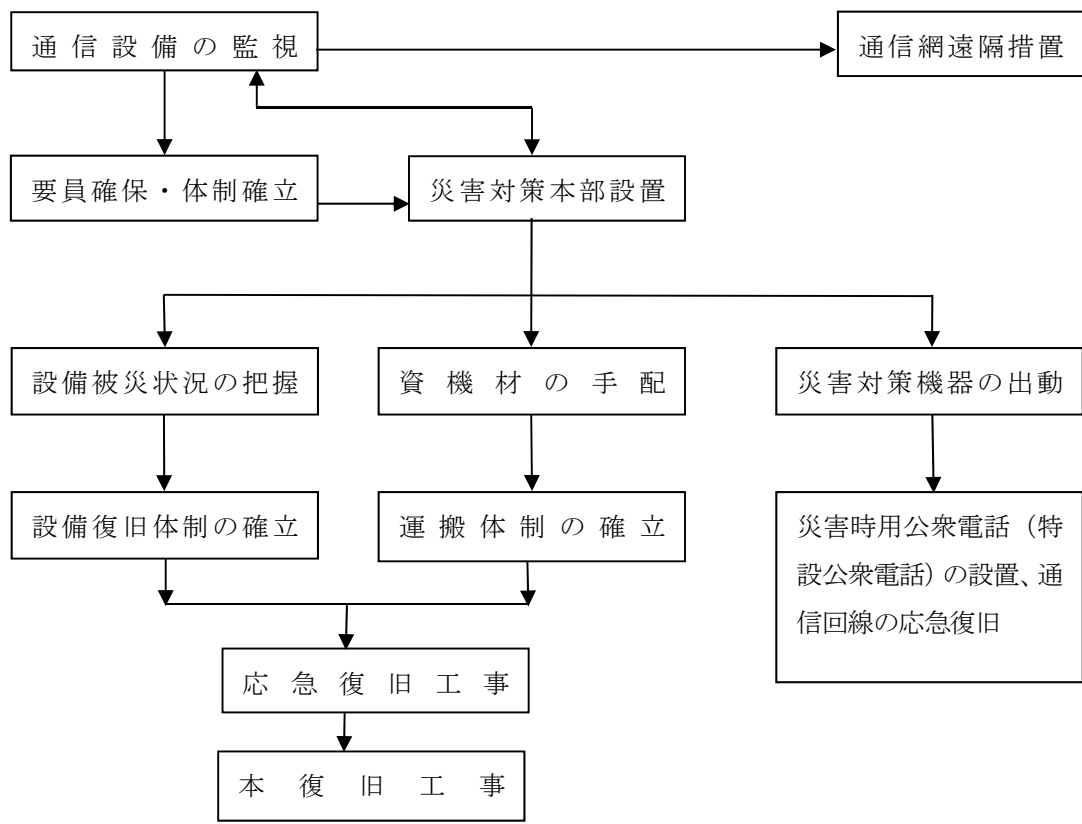 通信設備の監視
通信網遠隔措置
要員確保・体制確立
災害対策本部設置
設備被災状況の把握
資機材の手配
災害対策機器の出動
設備復旧体制の確立
運搬体制の確立
災害時用公衆電話（特
設公衆電話）の設置、通
信回線の応急復旧
応急復旧工事
本復旧工事